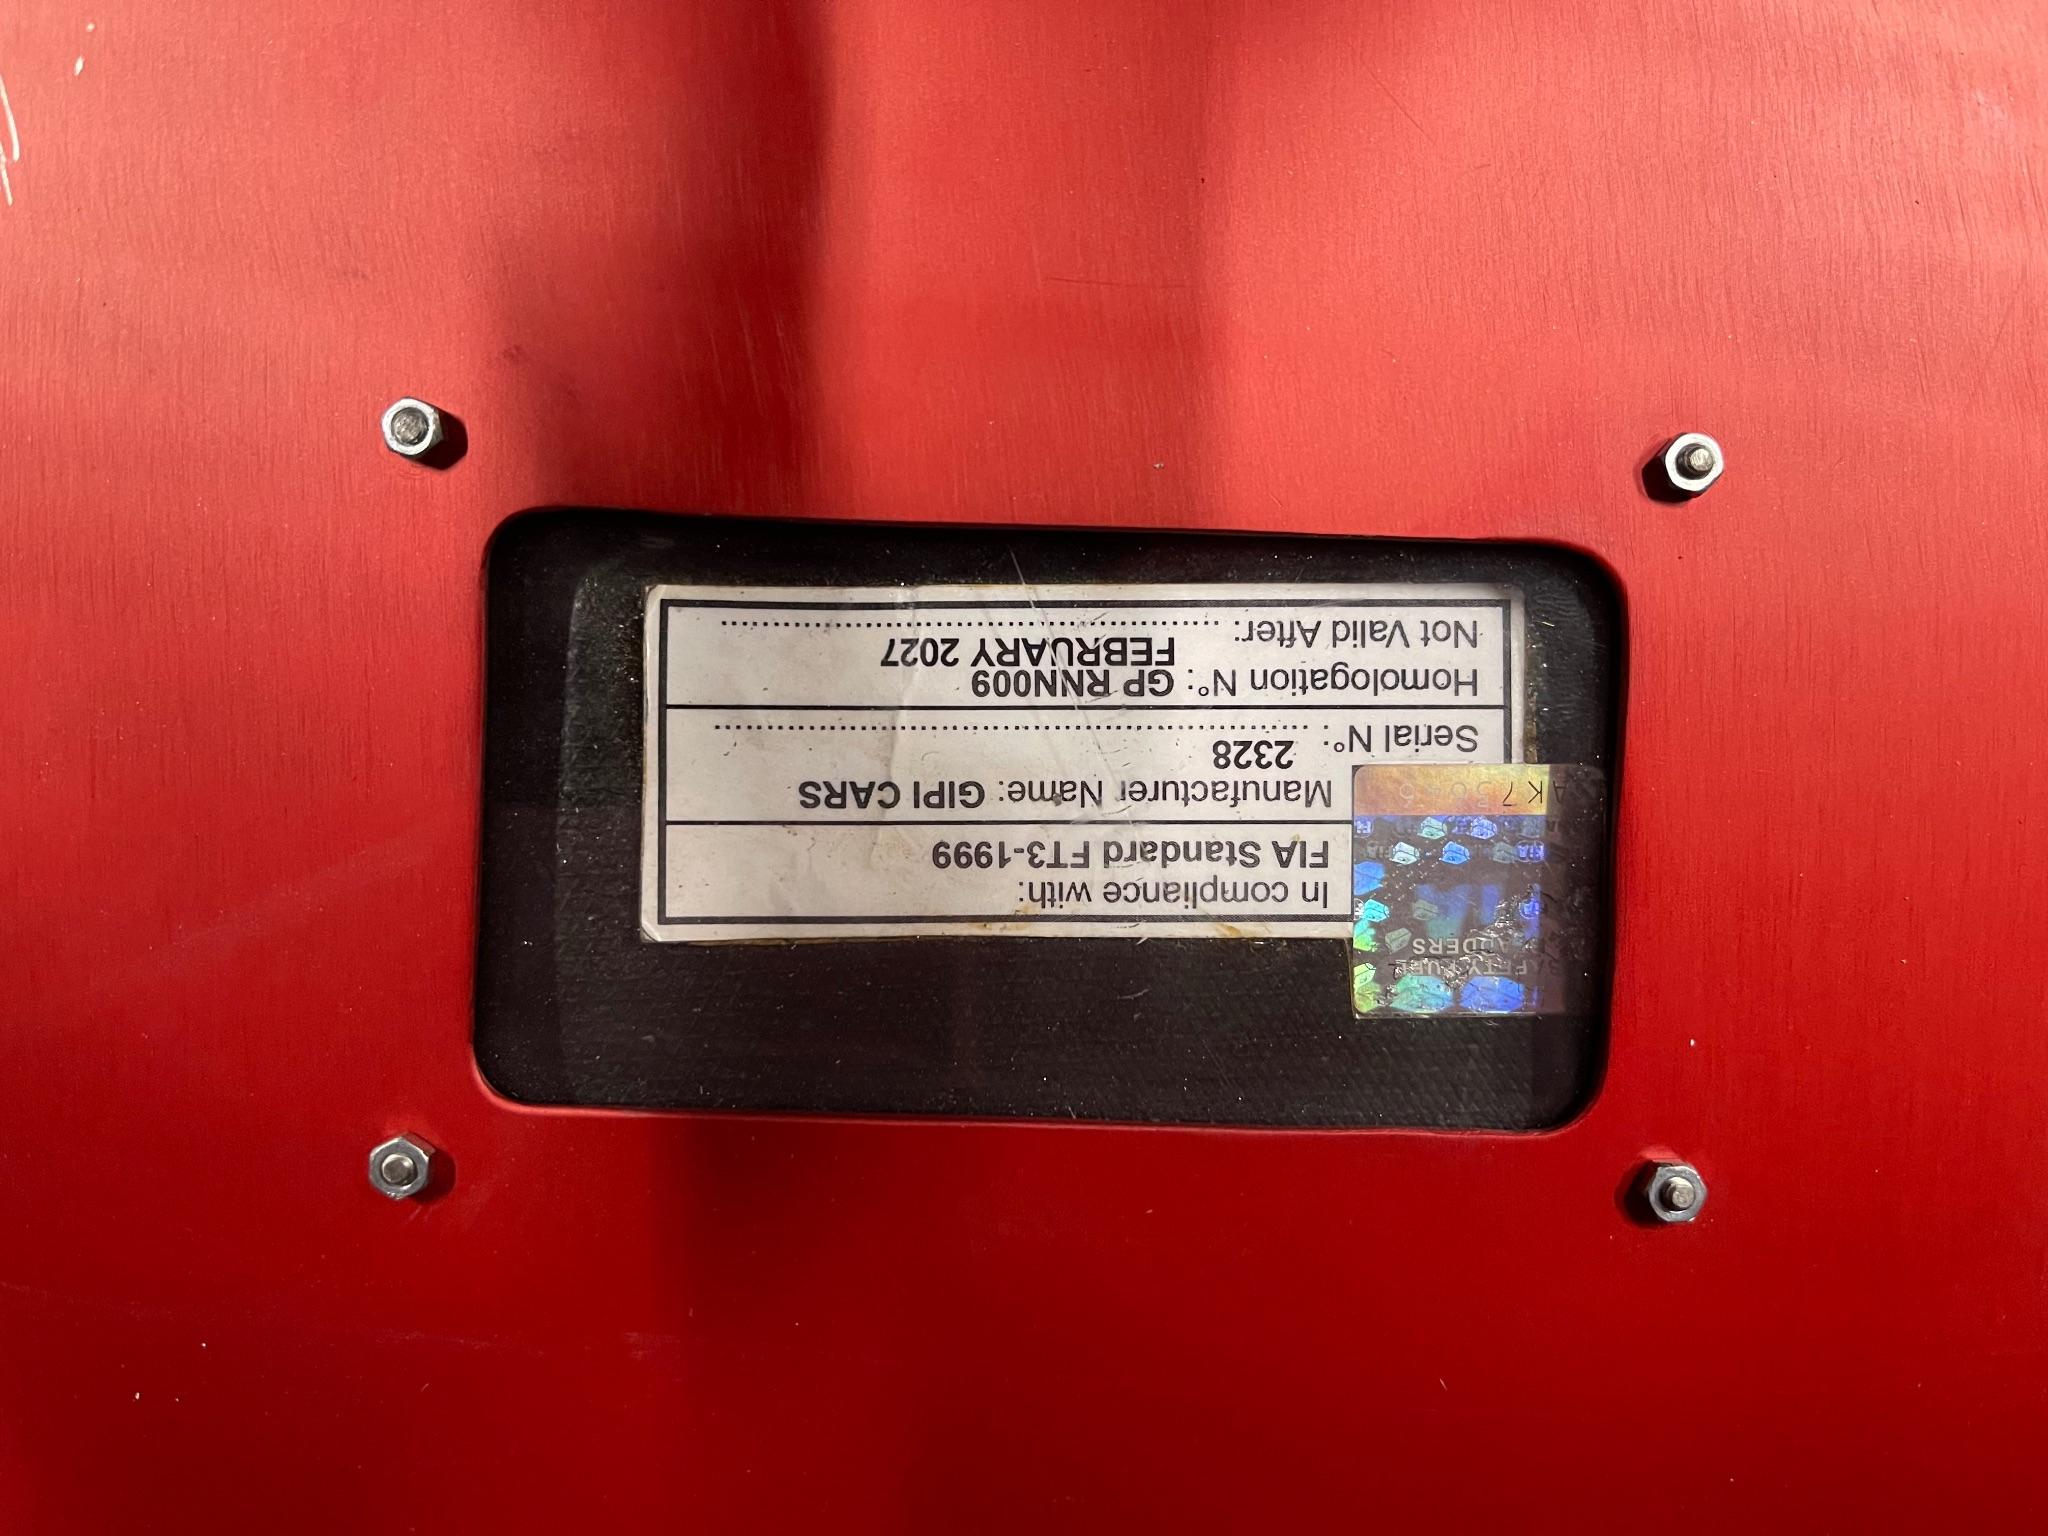 In compliance with:
FIA Standard FT3-1999
Manufacturer Name: GIPI CARS
2328
Serial N°: ....................................................
Homologation N°: GP RNN009
FEBRUARY 2027
Not Valid After: ............................................
FUEL